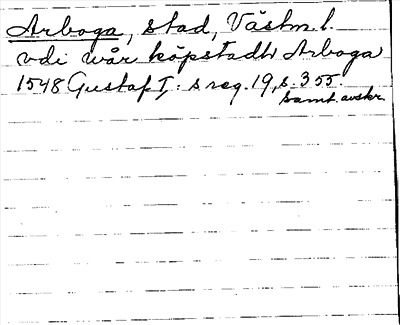 Arboga, stad, Västm. l.
vdi wår köpstadh Arboga
1548 Gustaf I: s reg. 19, s. 355.
samt. avskr.